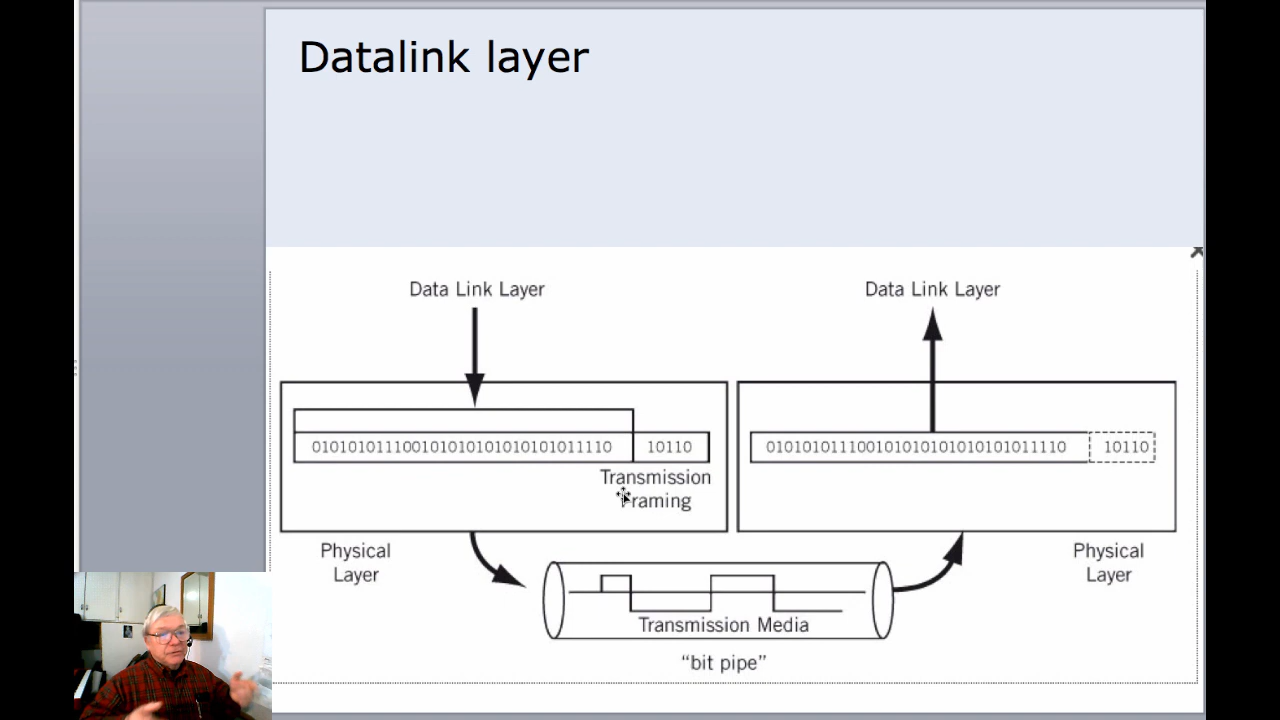 Datalink layer
Data Link Layer
Data Link Layer
010101011100101010101010101011110
10110
010101011100101010101010101011110
10110
Transmission
Framing
Physical
Layer
Physical
Layer
Transmission Media
“bit pipe”